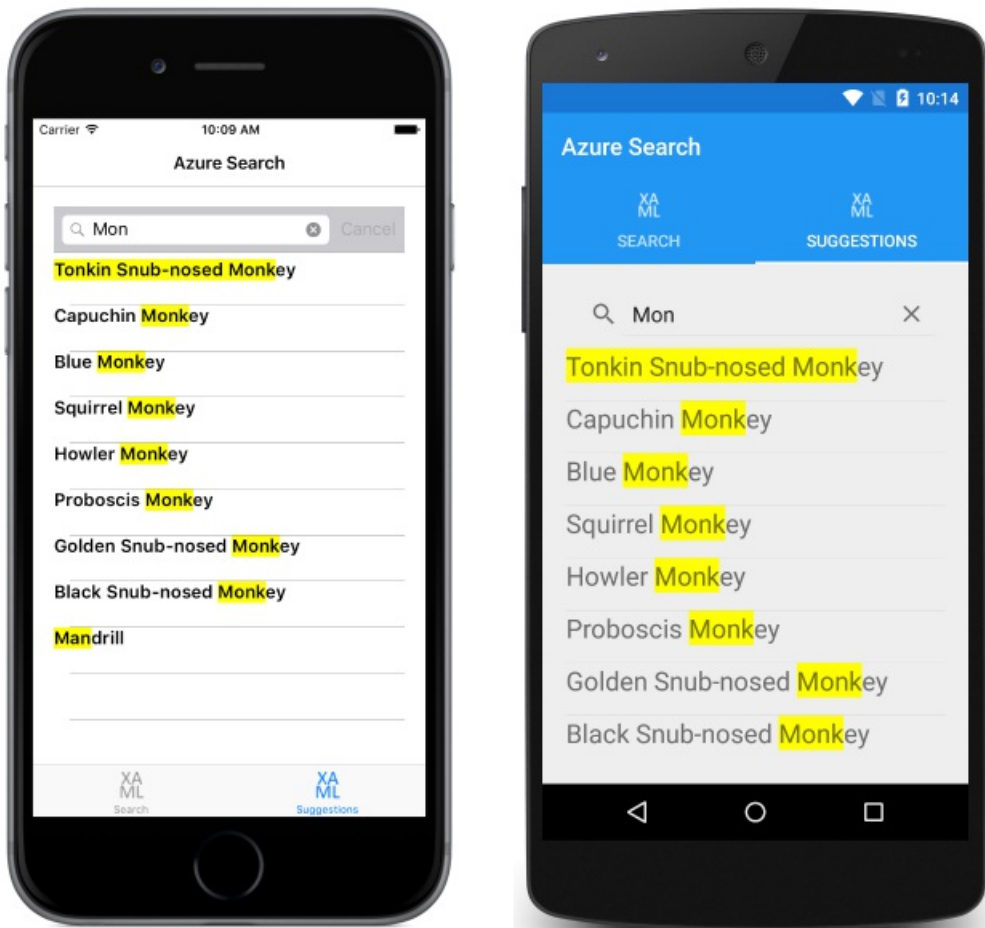 Carrier 10:09 AM
Azure Search
Mon Cancel
Tonkin Snub-nosed Monkey
Capuchin Monkey
Blue Monkey
Squirrel Monkey
Howler Monkey
Proboscis Monkey
Golden Snub-nosed Monkey
Black Snub-nosed Monkey
Mandrill
XA
ML
Search
XA
ML
Suggestions
10:14
Azure Search
XA
ML
SEARCH
XA
ML
SUGGESTIONS
Mon
Tonkin Snub-nosed Monkey
Capuchin Monkey
Blue Monkey
Squirrel Monkey
Howler Monkey
Proboscis Monkey
Golden Snub-nosed Monkey
Black Snub-nosed Monkey